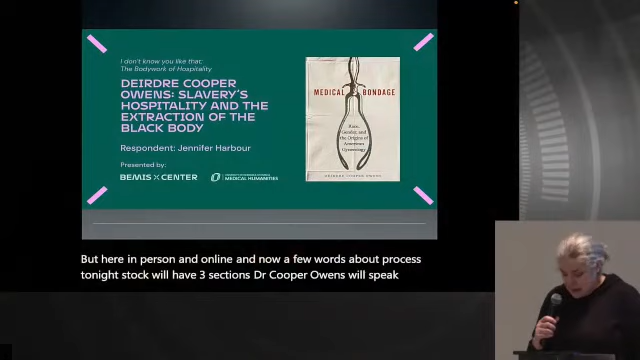 I don't know you like that:
The Bodywork of Hospitality
DEIRDRE COOPER
OWENS: SLAVERY'S
HOSPITALITY AND THE
EXTRACTION OF THE
BLACK BODY
Respondent: Jennifer Harbour
Presented by:
BEMIS CENTER
MEDICAL HUMANITIES
MEDICAL BONDAGE
Race,
Gender, and
the Origins of
American
Gynecology
DEIRDRE COOPER OWENS
But here in person and online and now a few words about process
tonight stock will have 3 sections Dr Cooper Owens will speak